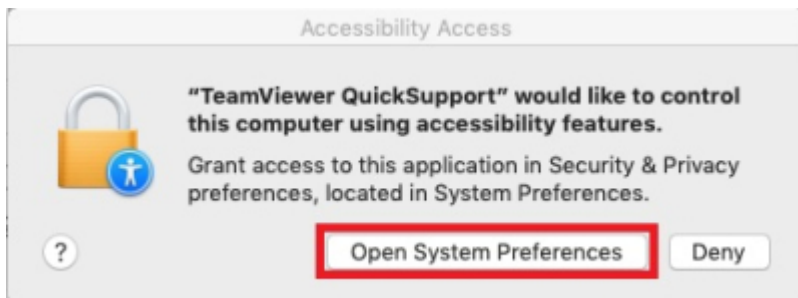 Accessibility Access
“TeamViewer QuickSupport” would like to control
this computer using accessibility features.
Grant access to this application in Security & Privacy
preferences, located in System Preferences.
?
Open System Preferences
Deny